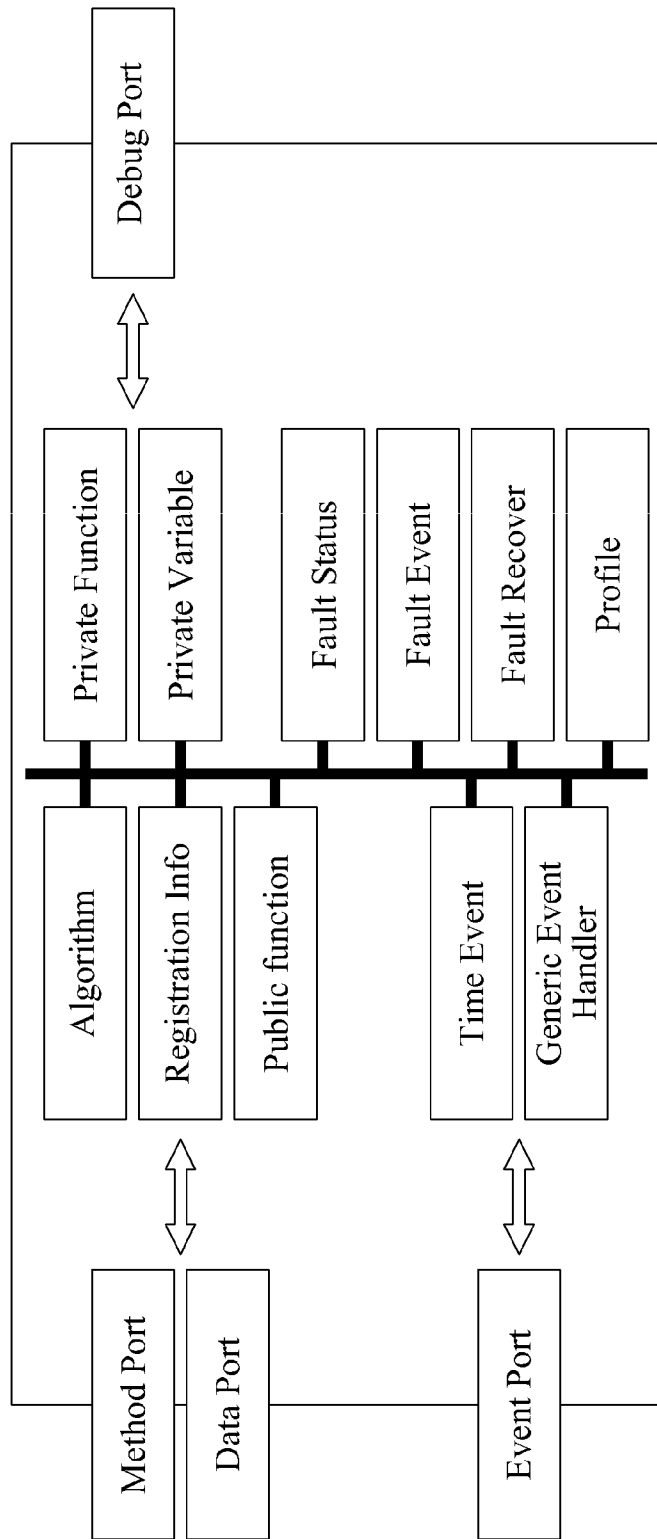 Method Port
Data Port
Event Port
Algorithm
Registration Info
Public function
Time Event
Generic Event
Handler
Private Function
Private Variable
Fault Status
Fault Event
Fault Recover
Profile
Debug Port